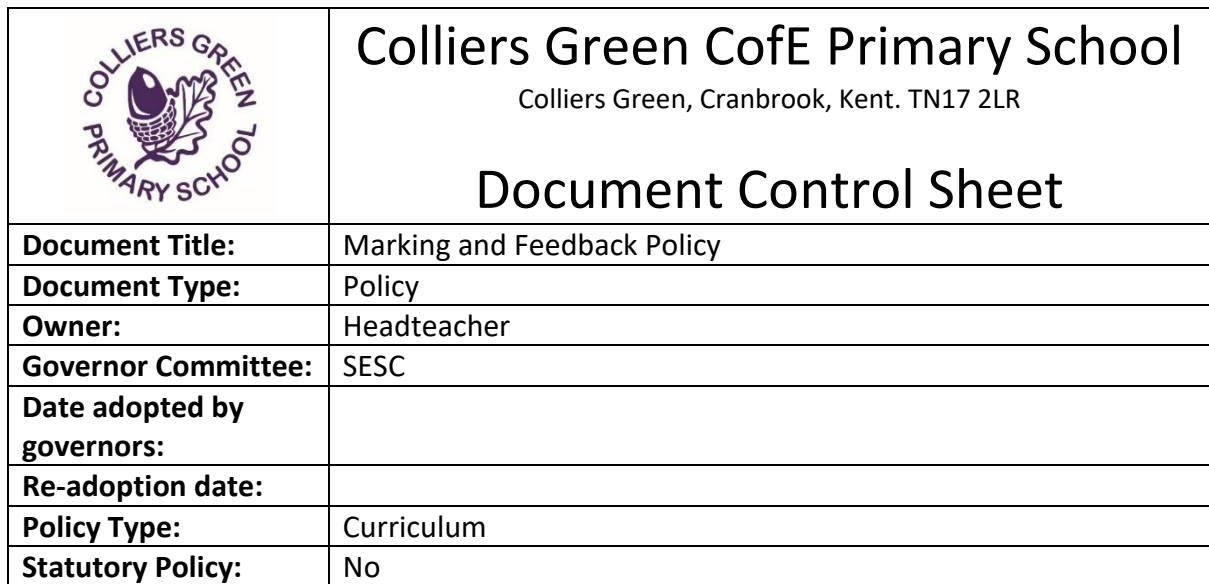 COLLIERS GREEN
PRIMARY SCHOOL
Colliers Green CofE Primary School
Colliers Green, Cranbrook, Kent. TN17 2LR
Document Control Sheet
Document Title: Marking and Feedback Policy
Document Type: Policy
Owner: Headteacher
Governor Committee: SESC
Date adopted by
governors:
Re-adoption date:
Policy Type: Curriculum
Statutory Policy: No